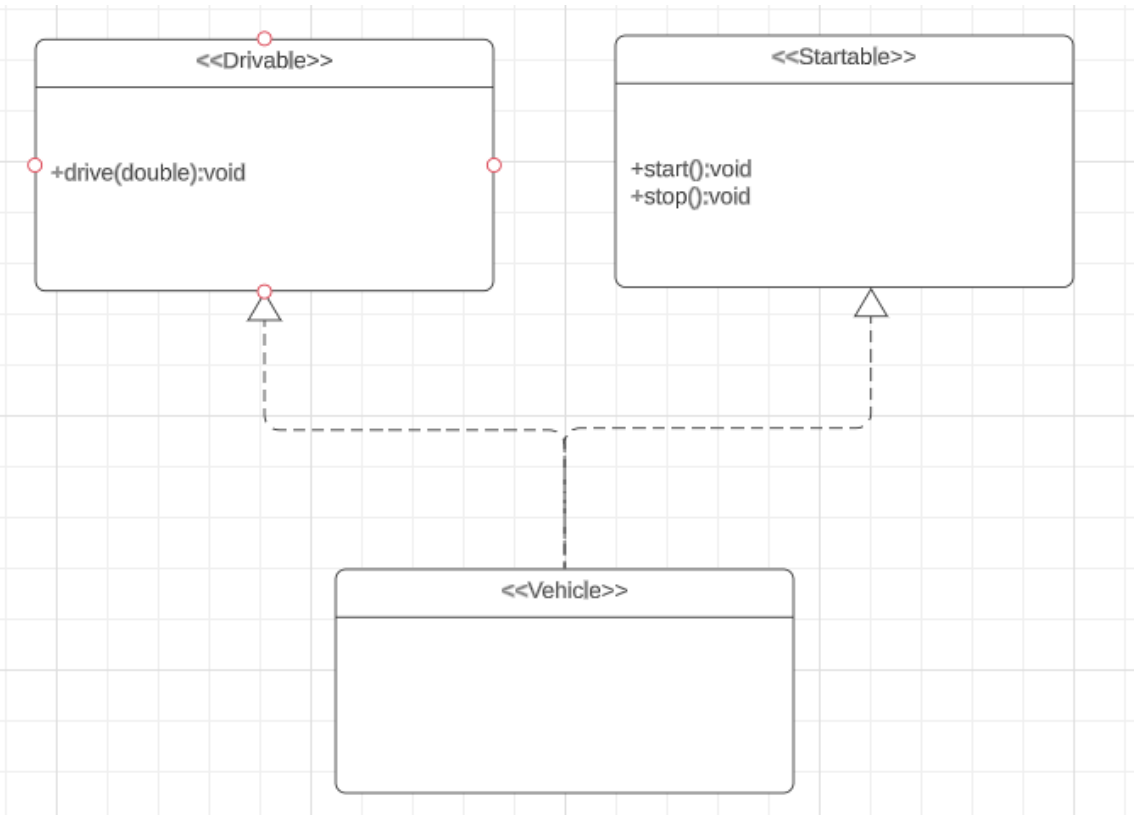 <<Drivable>>
+drive(double):void
<<Startable>>
+start():void
+stop():void
<<Vehicle>>